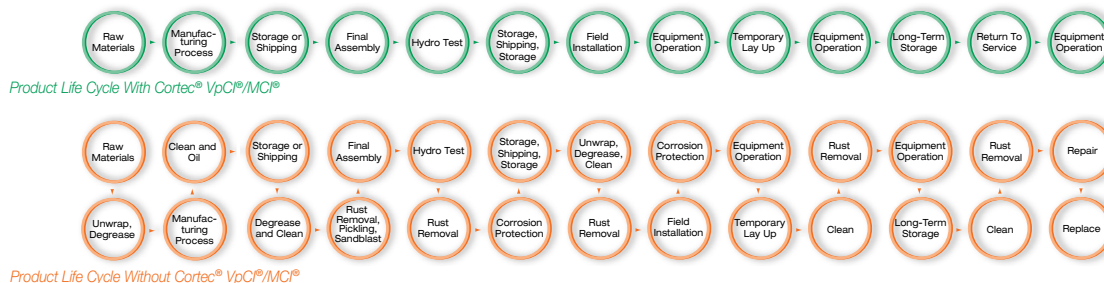 Raw
Materials
Manufac-
turing
Process
Storage or
Shipping
Final
Assembly
Hydro Test
Storage,
Shipping,
Storage
Field
Installation
Equipment
Operation
Temporary
Lay Up
Equipment
Operation
Long-Term
Storage
Return To
Service
Equipment
Operation
Product Life Cycle With Cortec® VpCI®/MCI®
Raw
Materials
Clean and
Oil
Storage or
Shipping
Final
Assembly
Hydro Test
Storage,
Shipping,
Storage
Unwrap,
Degrease,
Clean
Corrosion
Protection
Equipment
Operation
Rust
Removal
Equipment
Operation
Rust
Removal
Repair
Unwrap,
Degrease
Manufac-
turing
Process
Degrease
and Clean
Rust
Removal,
Pickling,
Sandblast
Rust
Removal
Corrosion
Protection
Rust
Removal
Field
Installation
Temporary
Lay Up
Clean
Long-Term
Storage
Clean
Replace
Product Life Cycle Without Cortec® VpCI®/MCI®